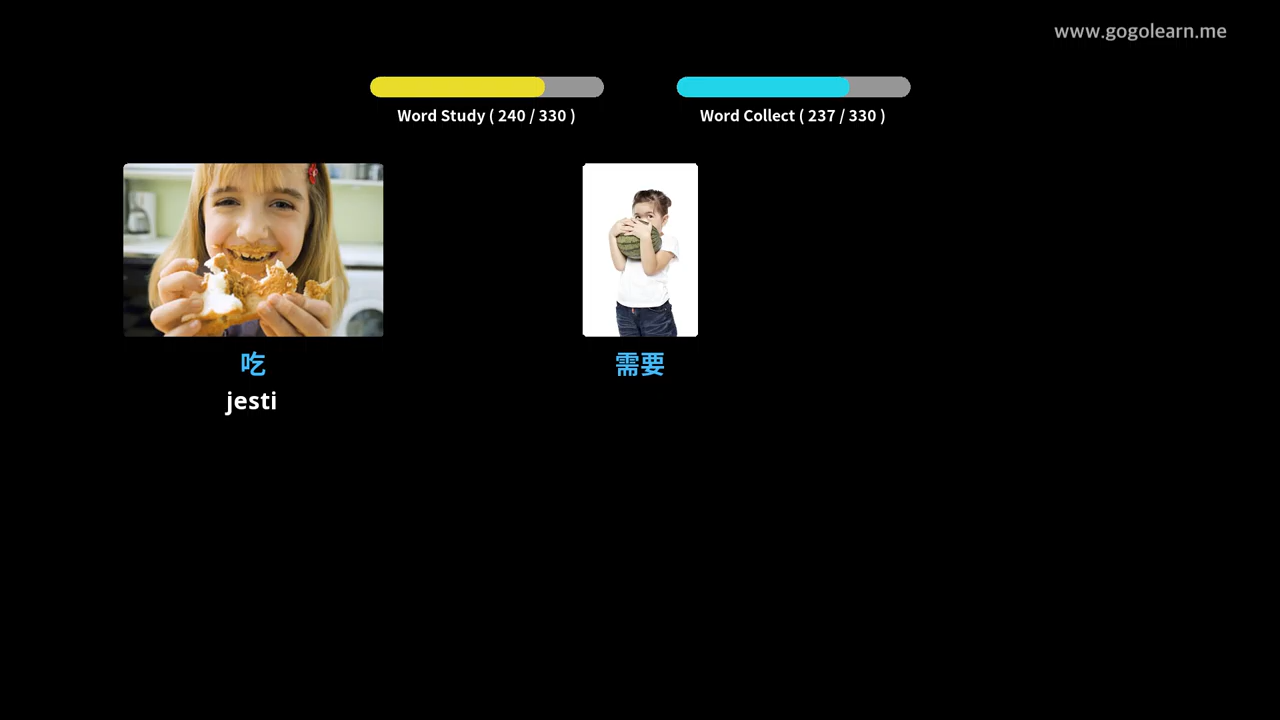 www.gogolearn.me
Word Study ( 240 / 330 )
Word Collect ( 237 / 330 )
吃
jesti
需要